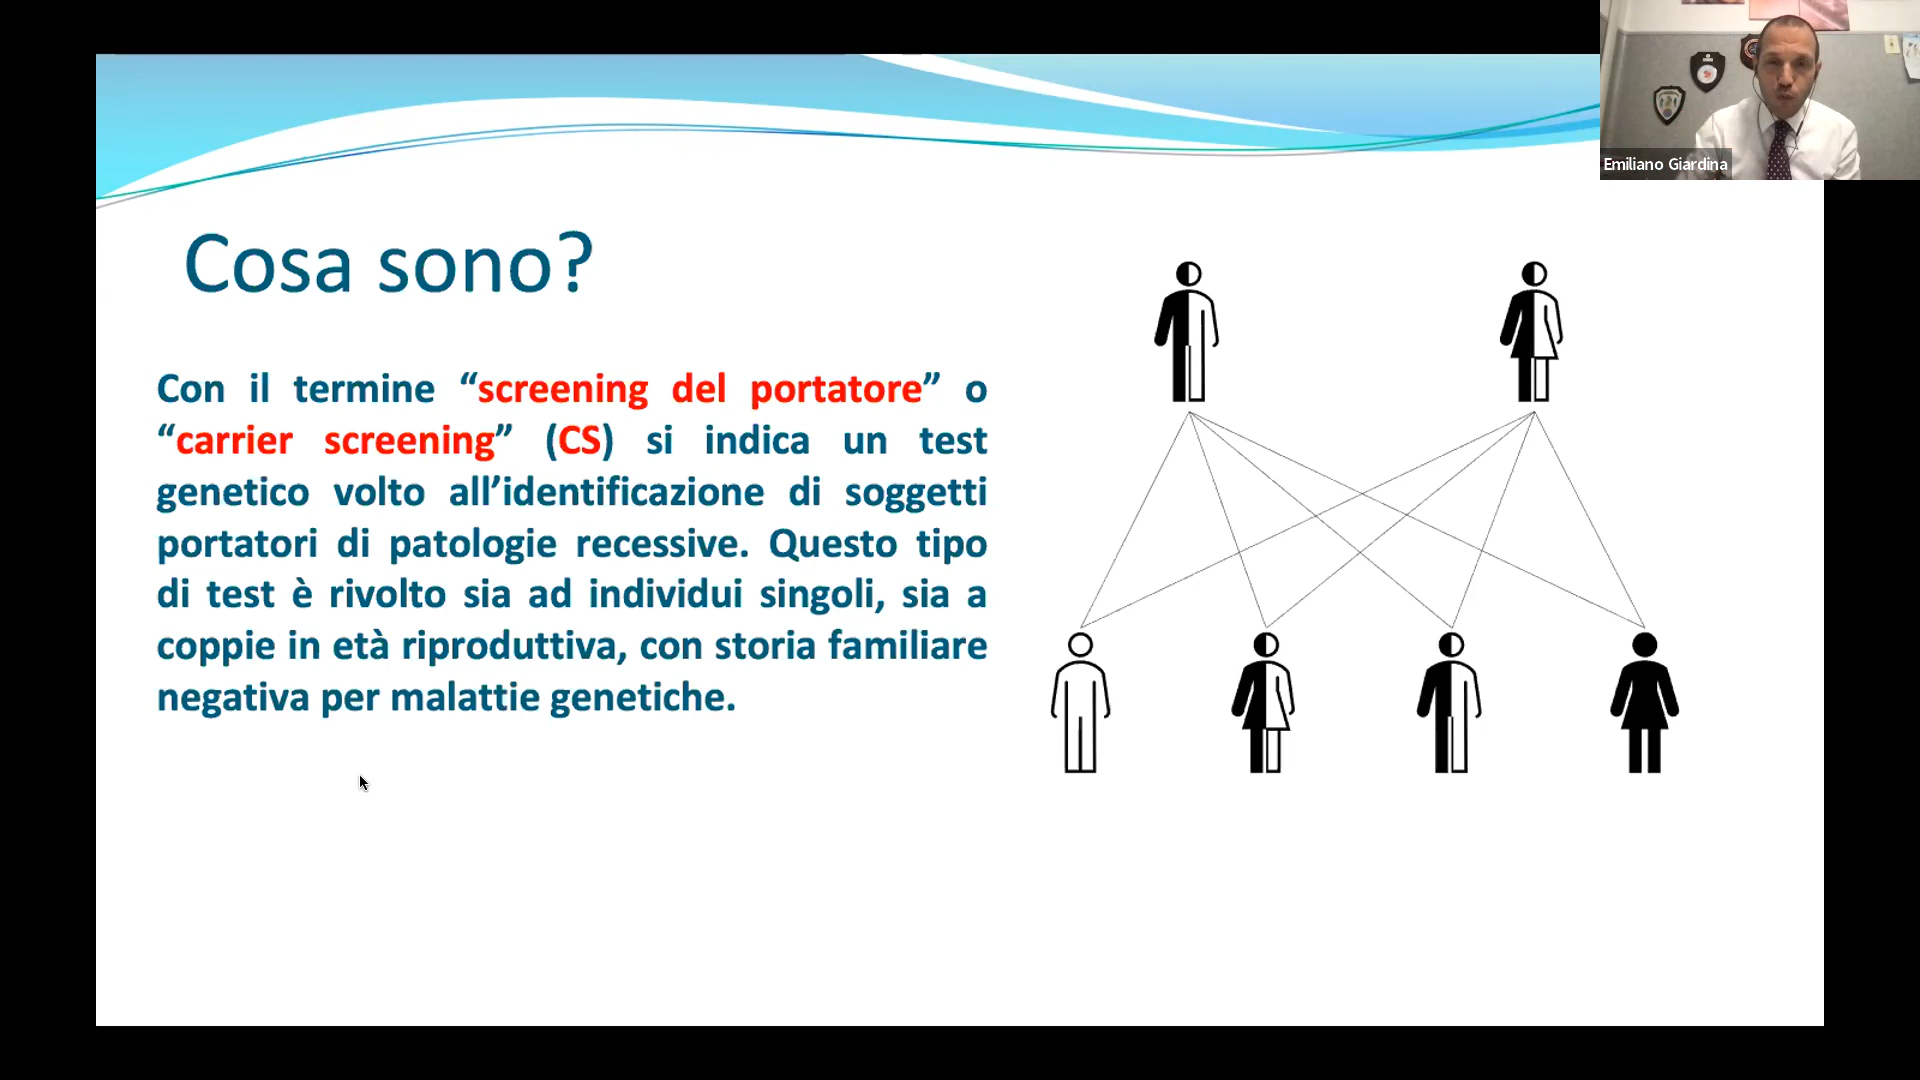 Emiliano Giardina
Cosa sono?
Con il termine “screening del portatore” o
“carrier screening” (CS) si indica un test
genetico volto all’identificazione di soggetti
portatori di patologie recessive. Questo tipo
di test è rivolto sia ad individui singoli, sia a
coppie in età riproduttiva, con storia familiare
negativa per malattie genetiche.